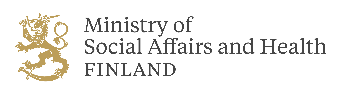 Ministry of
Social Affairs and Health
FINLAND